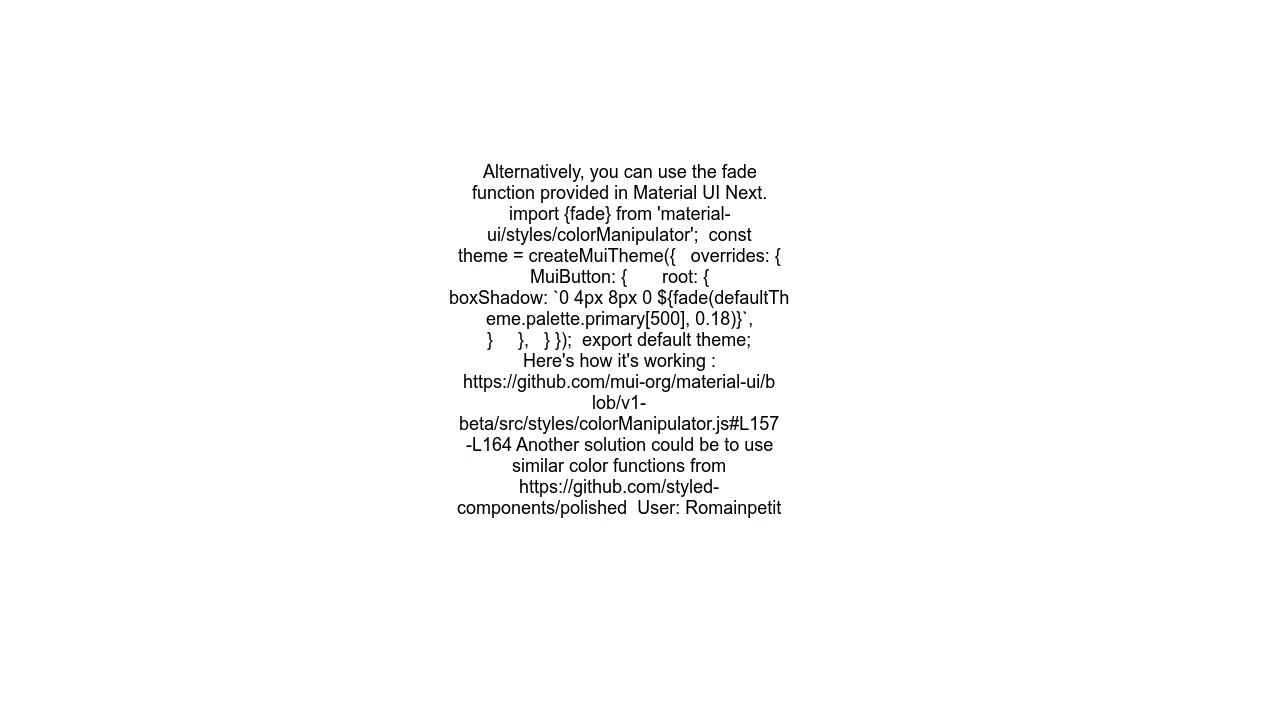 Alternatively, you can use the fade
function provided in Material UI Next.
import {fade} from 'material-
ui/styles/colorManipulator';  const
theme = createMuiTheme({   overrides: {
MuiButton: {       root: {
boxShadow: `0 4px 8px 0 ${fade(defaultTh
eme.palette.primary[500], 0.18)}`,
}     },   } });  export default theme;
Here's how it's working :
https://github.com/mui-org/material-ui/b
lob/v1-
beta/src/styles/colorManipulator.js#L157
-L164 Another solution could be to use
similar color functions from
https://github.com/styled-
components/polished  User: Romainpetit